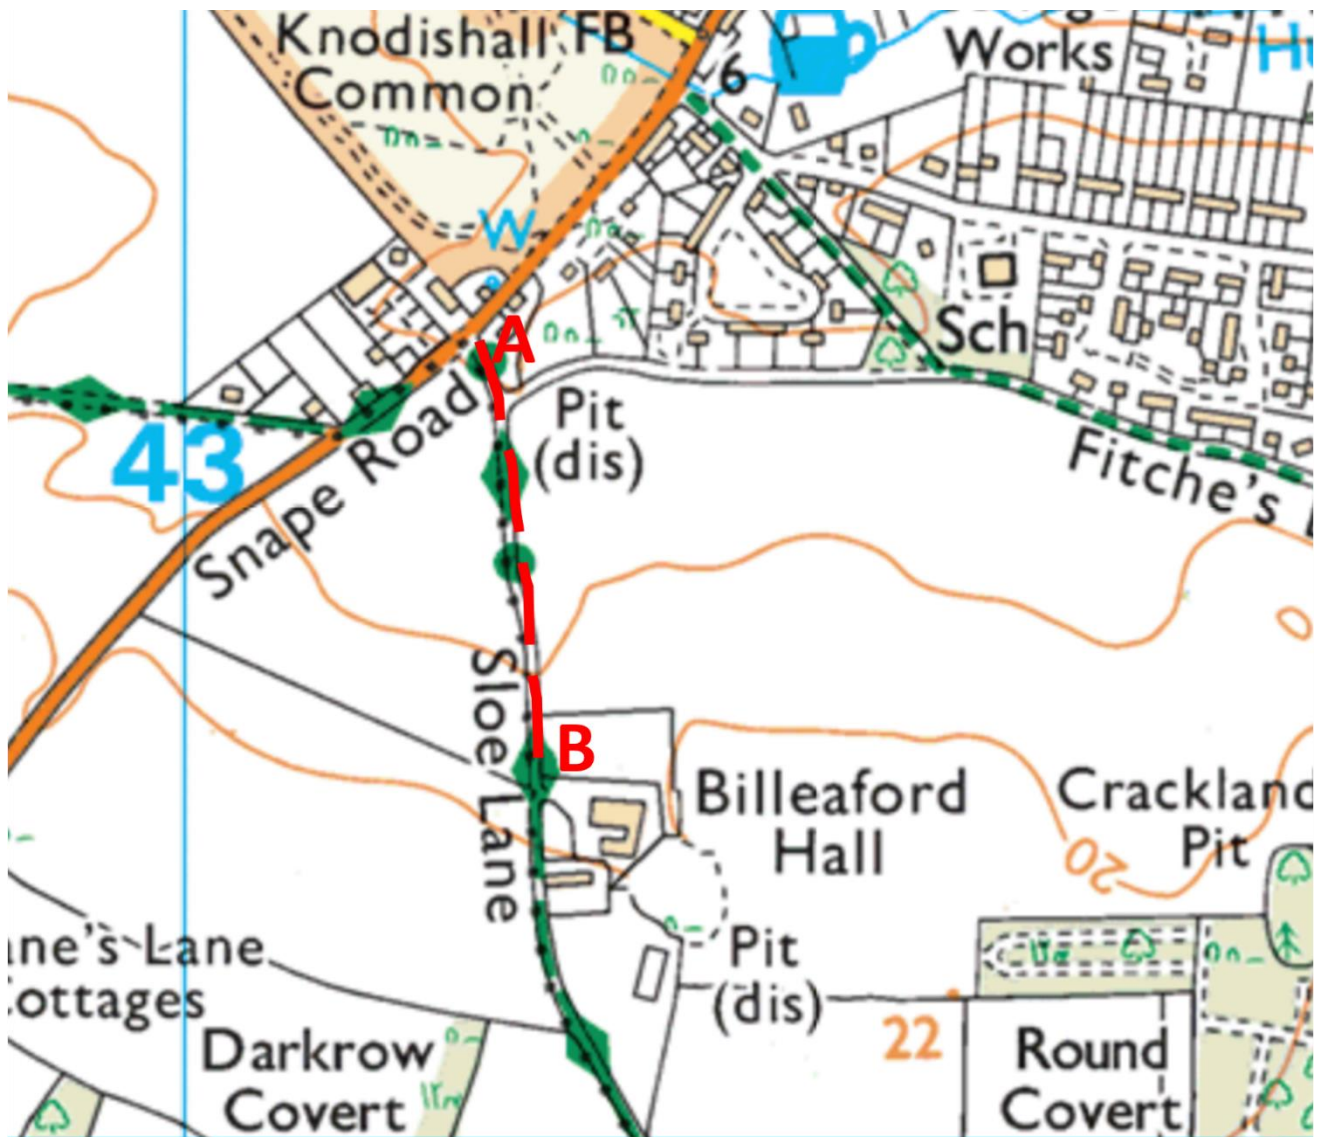 Knodishall
Common
FB
6
Works
W
A
Sch
43
Snape Road
Pit
(dis)
Fitche's
Sloe Lane
B
Billeaford
Hall
Crackland
Pit
20
Pit
(dis)
ane's Lane
ottages
22
Darkrow
Covert
Round
Covert